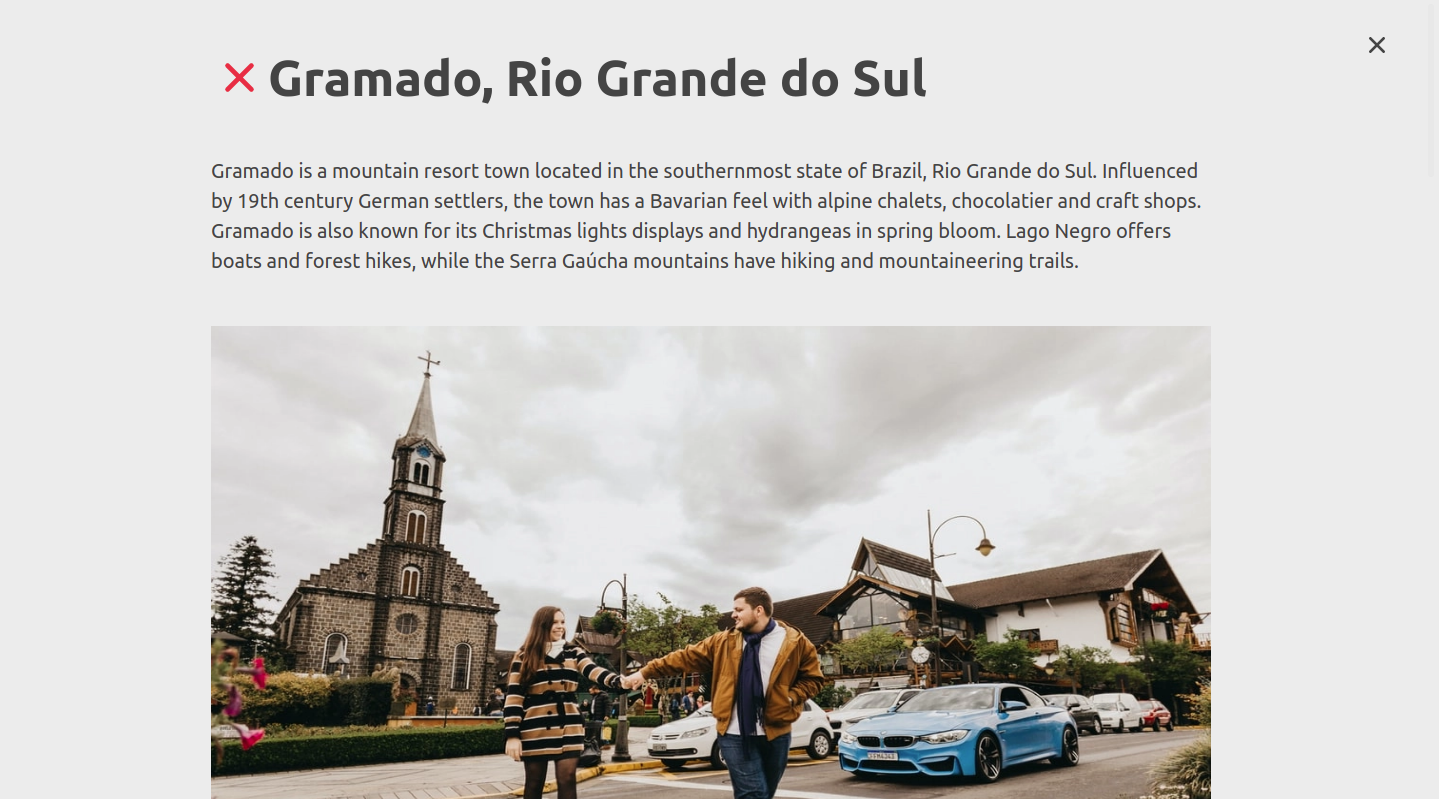 Gramado, Rio Grande do Sul
Gramado is a mountain resort town located in the southernmost state of Brazil, Rio Grande do Sul. Influenced
by 19th century German settlers, the town has a Bavarian feel with alpine chalets, chocolatier and craft shops.
Gramado is also known for its Christmas lights displays and hydrangeas in spring bloom. Lago Negro offers
boats and forest hikes, while the Serra Gaúcha mountains have hiking and mountaineering trails.